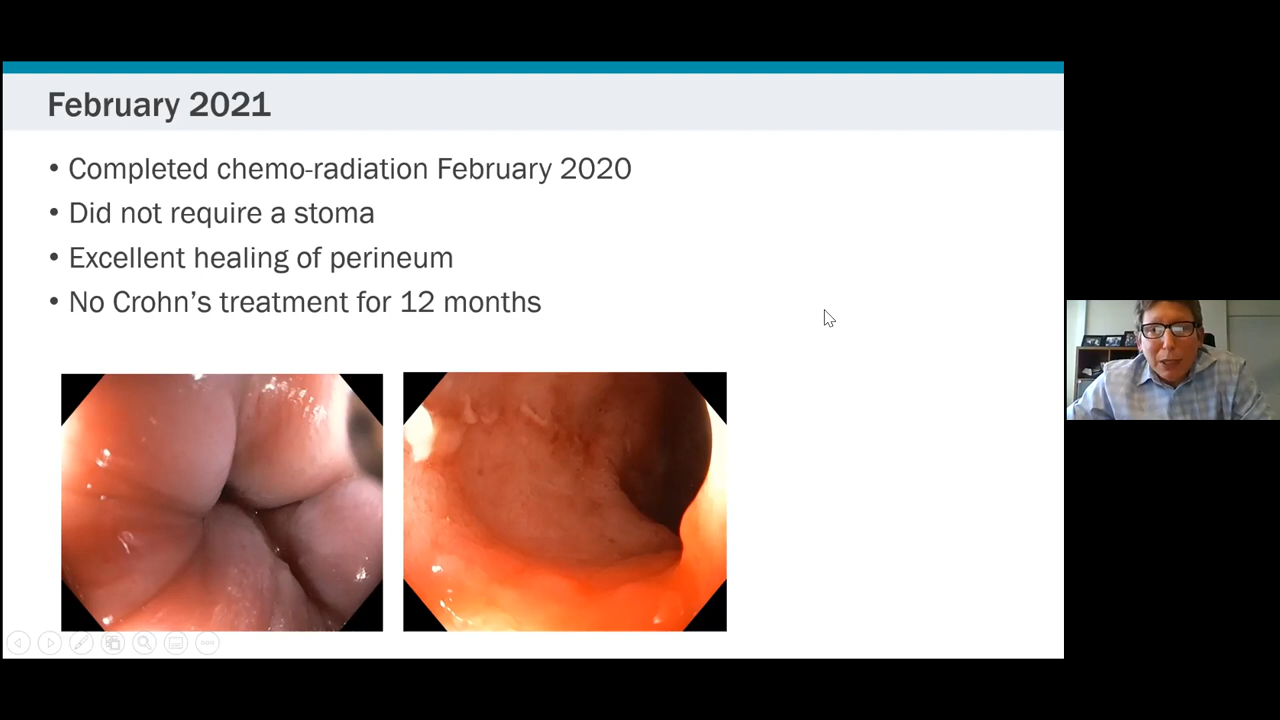 February 2021
• Completed chemo-radiation February 2020
• Did not require a stoma
• Excellent healing of perineum
• No Crohn's treatment for 12 months